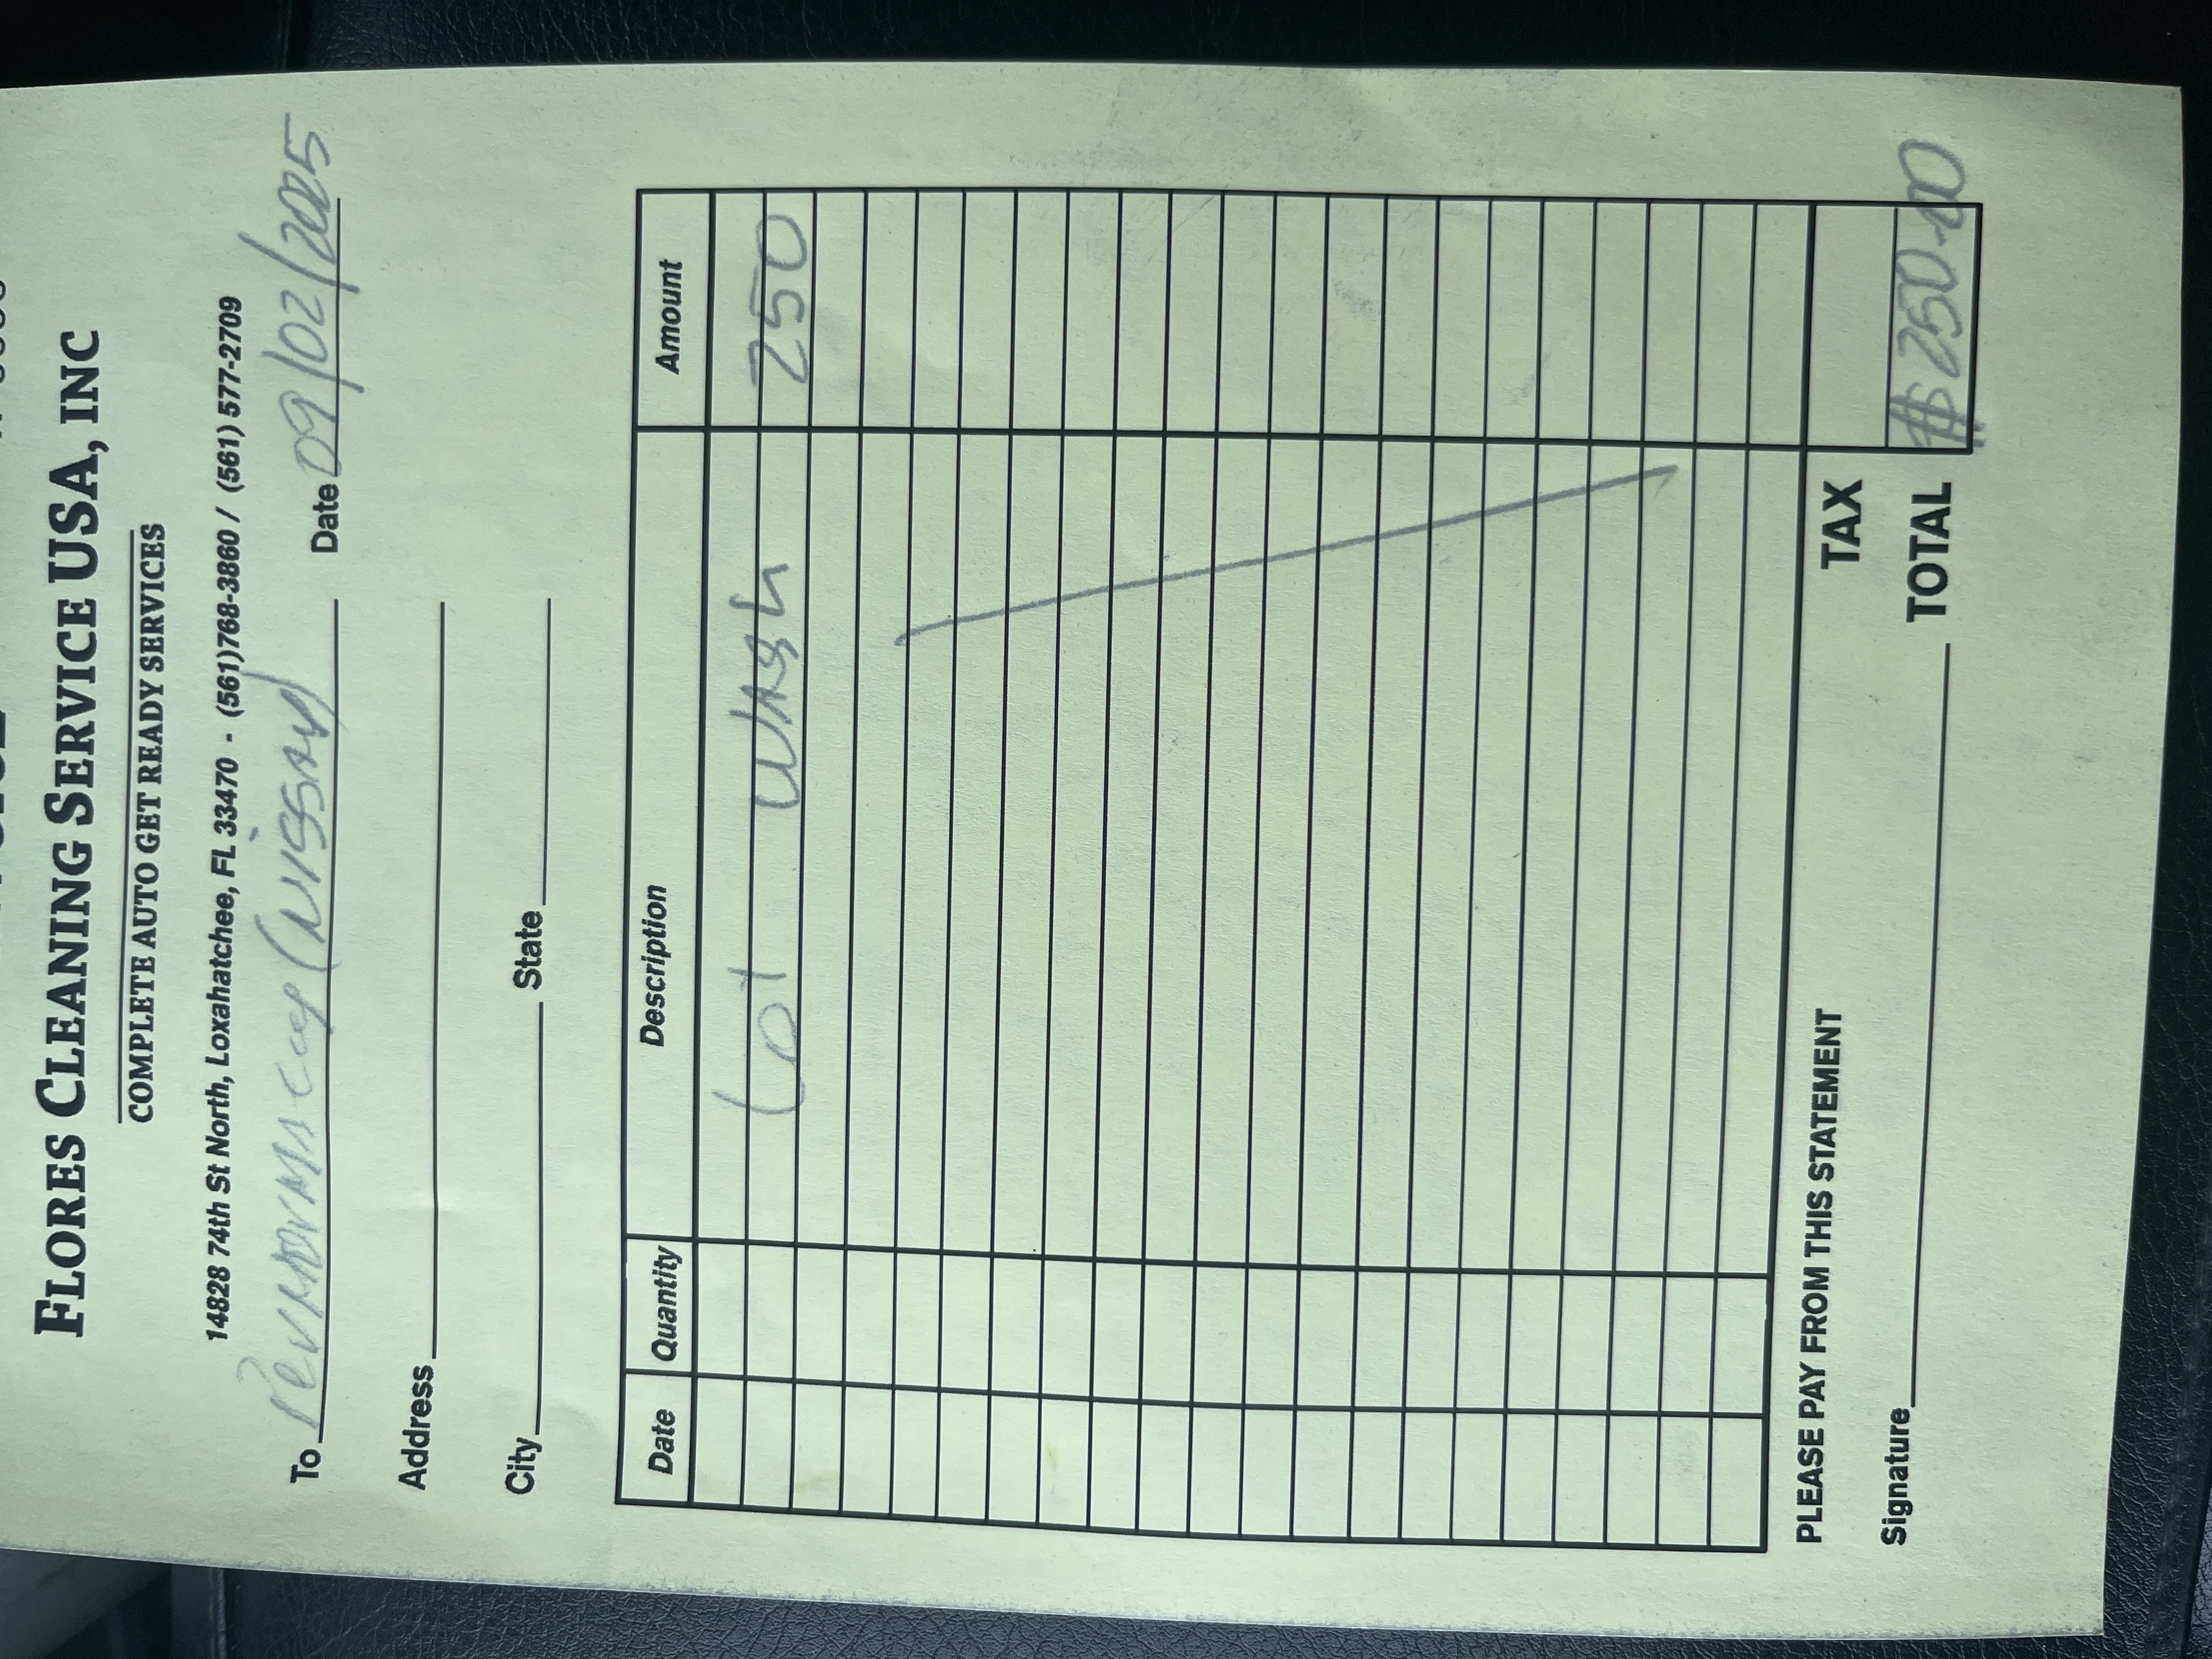 FLORES CLEANING SERVICE USA, INC
COMPLETE AUTO GET READY SERVICES
14828 74th St North, Loxahatchee, FL 33470 - (561)768-3860 / (561) 577-2709
To (Nissan) Date 09/02/2025
Address
City State
Date Quantity Description Amount
Lot Wash 250
PLEASE PAY FROM THIS STATEMENT TAX
Signature TOTAL $250.00